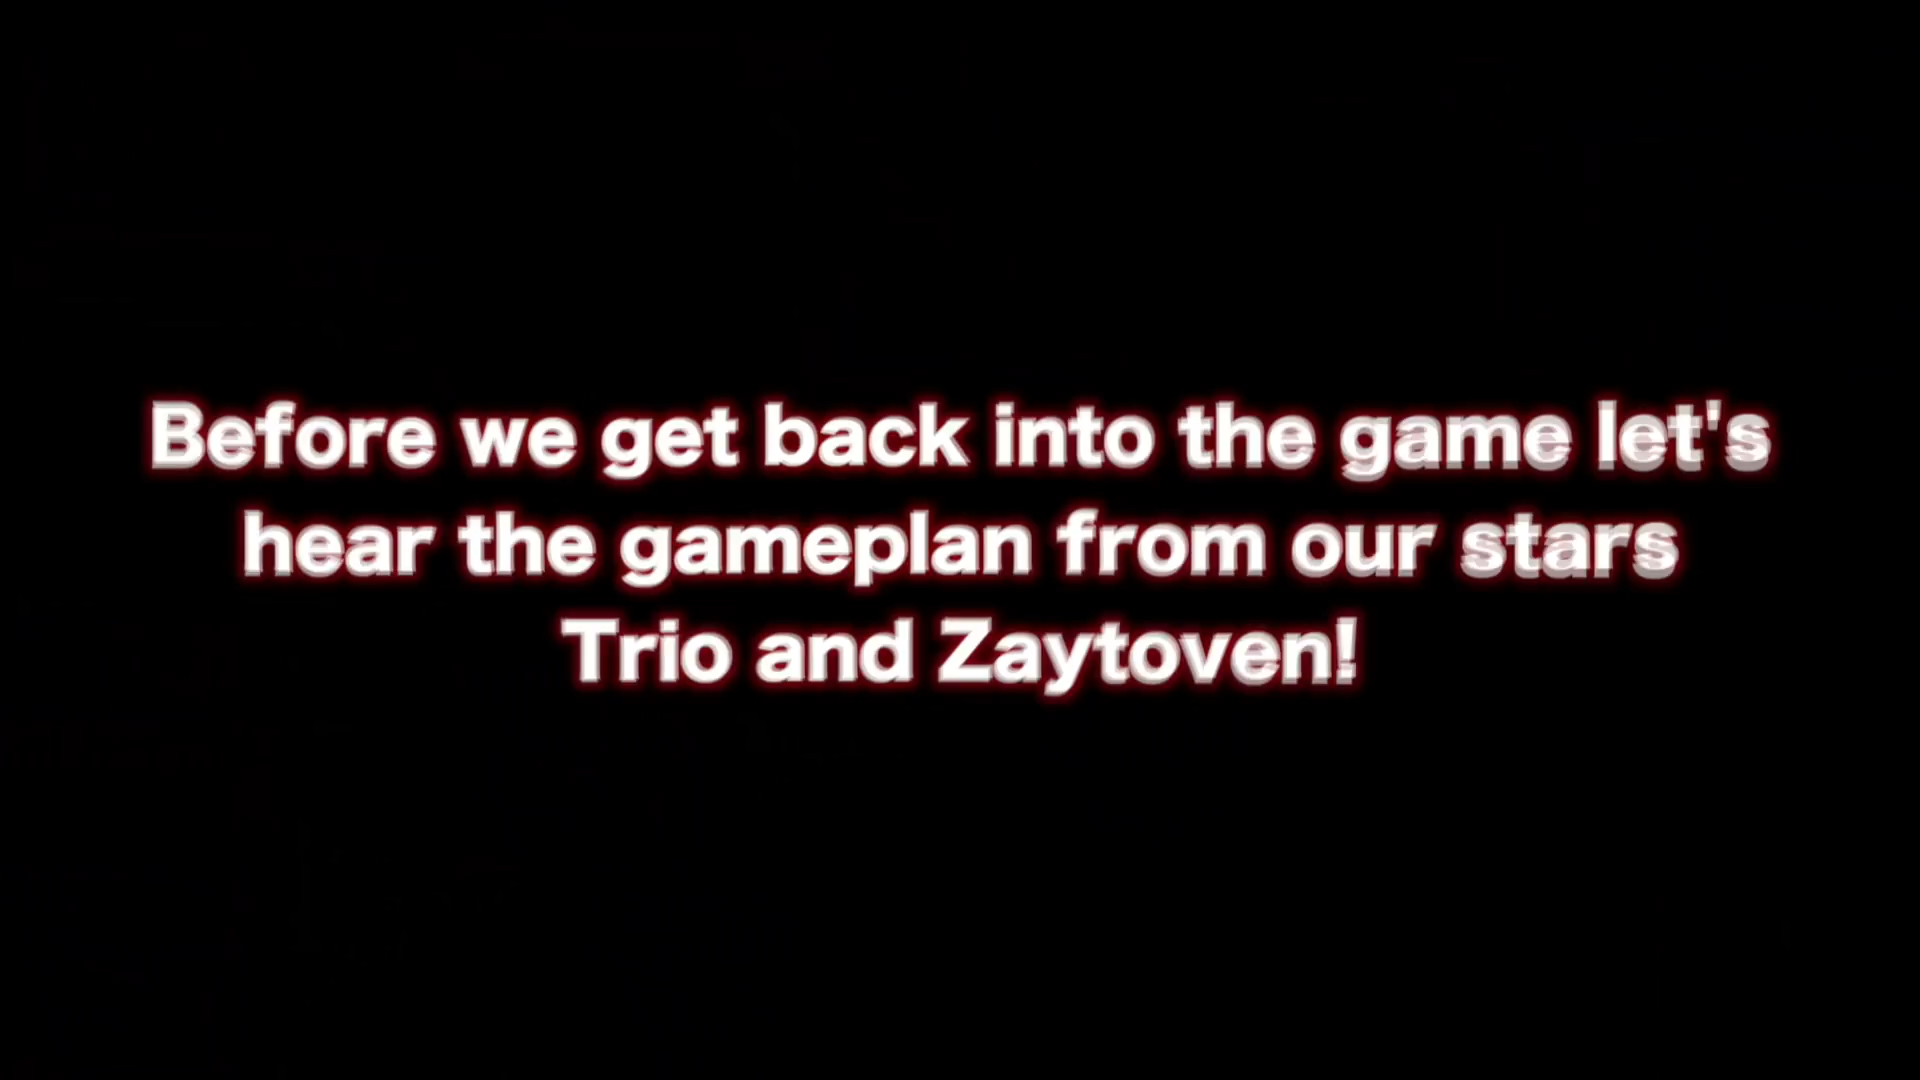 Before we get back into the game let's
hear the gameplan from our stars
Trio and Zaytoven!